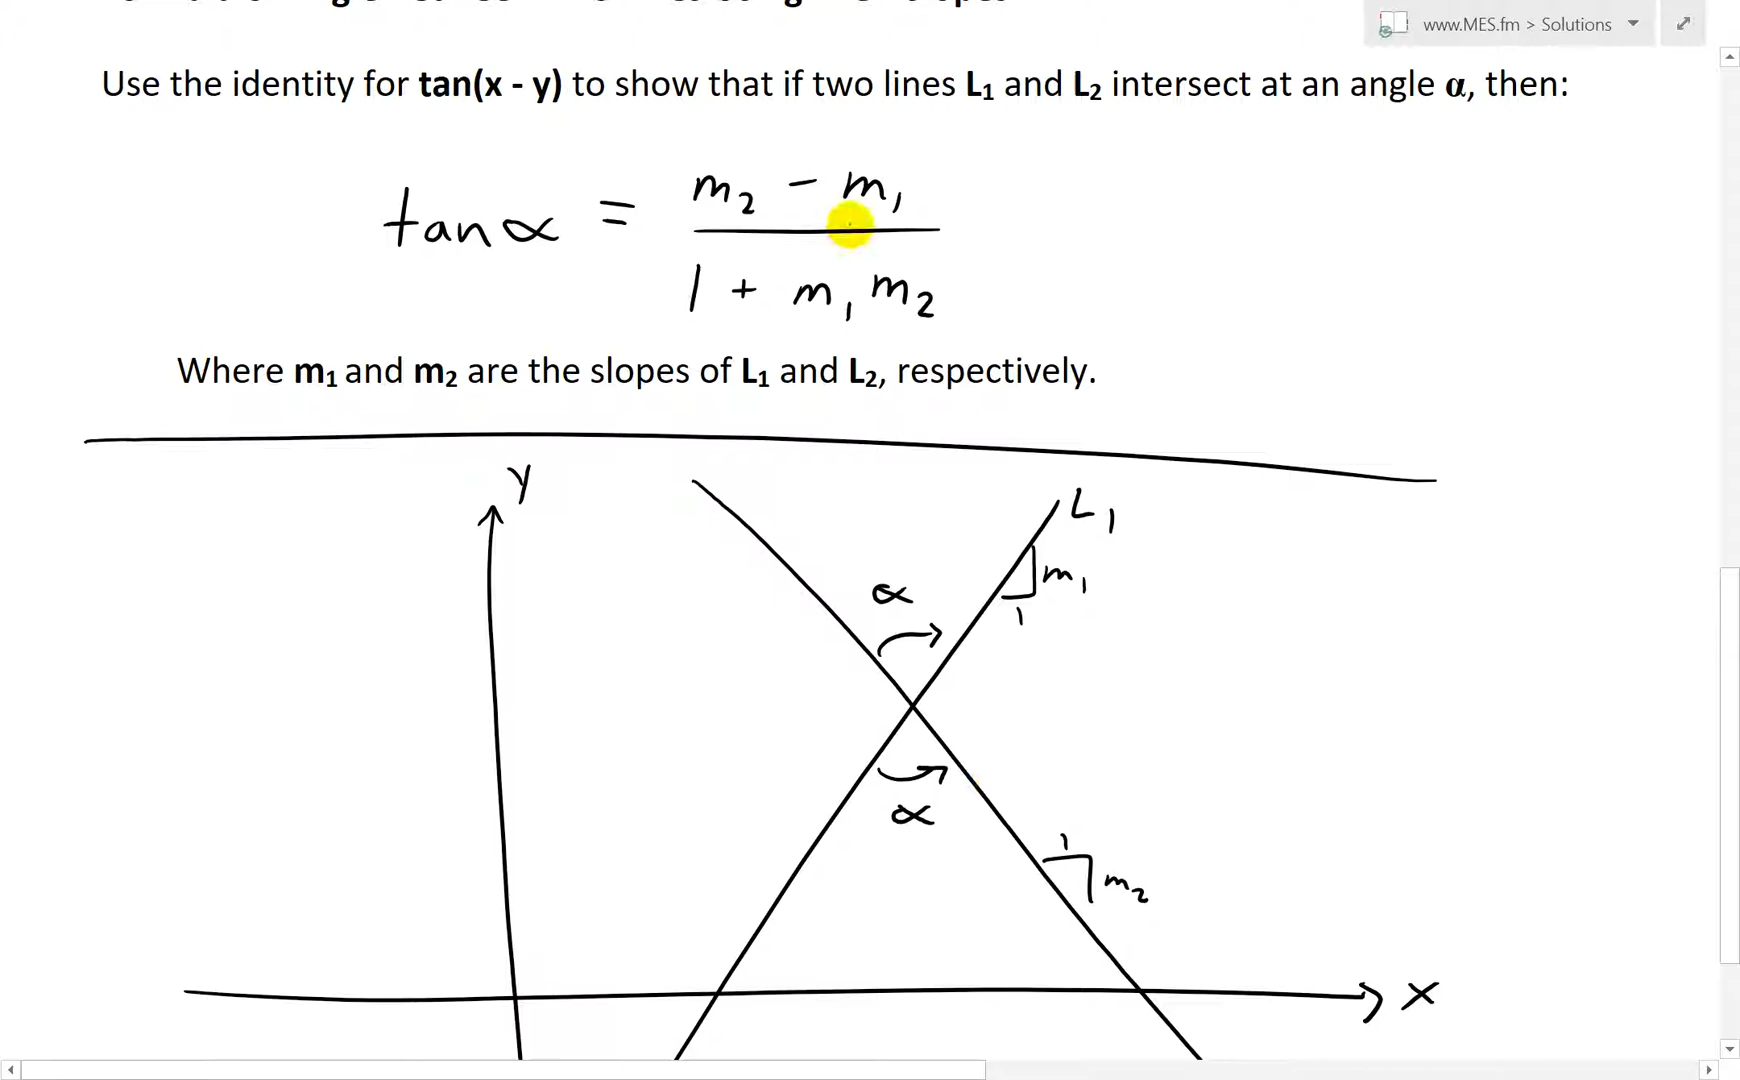 www.MES.fm > Solutions
Use the identity for tan(x - y) to show that if two lines L₁ and L₂ intersect at an angle α, then:
tan α = (m₂ - m₁) / (1 + m₁m₂)
Where m₁ and m₂ are the slopes of L₁ and L₂, respectively.
y
L₁
m₁
1
α
α
1
m₂
x